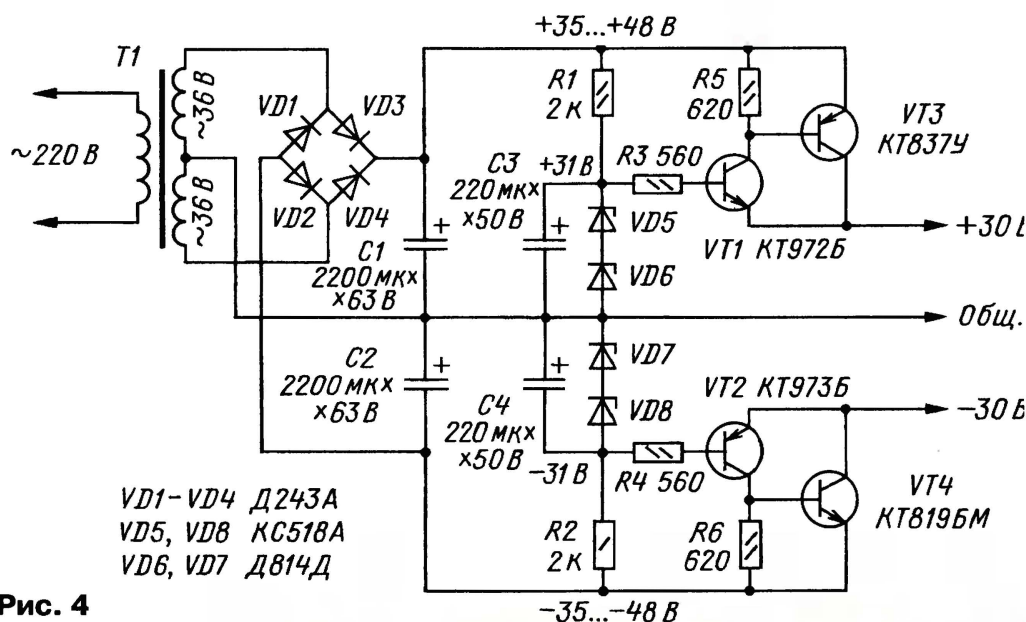 +35...+48 В
T1
~36 В
~36 В
~220 В
VD1
VD3
VD2
VD4
R1
2 к
R5
620
VT3
КТ837У
C3
220 мк×
×50 В
+31 В
R3 560
VD5
VT1 КТ972Б
+30 В
C1
2200 мк×
×63 В
VD6
Общ.
C2
2200 мк×
×63 В
VD7
VT2 КТ973Б
VD8
-30 В
C4
220 мк×
×50 В
-31 В
R4 560
VT4
КТ819БМ
R2
2 к
R6
620
VD1-VD4 Д243А
VD5, VD8 КС518А
VD6, VD7 Д814Д
-35...-48 В
Рис. 4